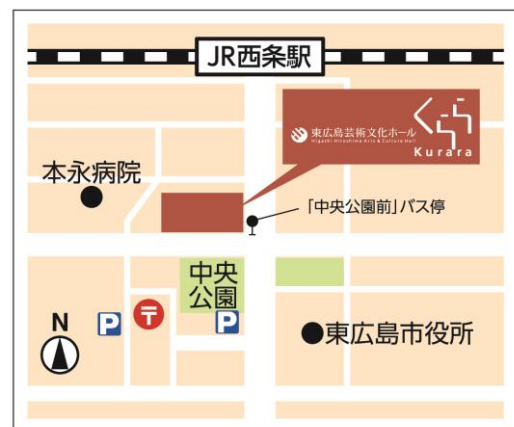 JR西条駅
くらら
東広島芸術文化ホール
Higashi Hiroshima Arts & Culture Hall
Kurara
本永病院
「中央公園前」バス停
中央
公園
N
P
〒
P
東広島市役所